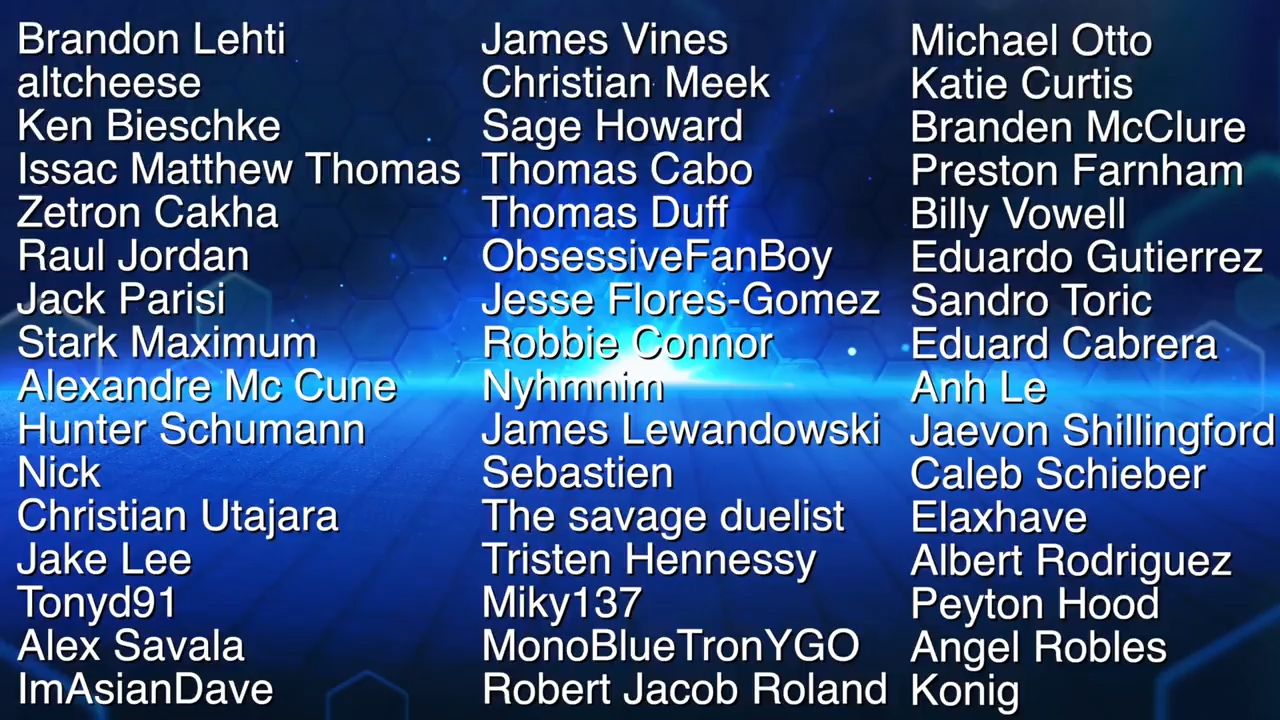 Brandon Lehti
altcheese
Ken Bieschke
Issac Matthew Thomas
Zetron Cakha
Raul Jordan
Jack Parisi
Stark Maximum
Alexandre Mc Cune
Hunter Schumann
Nick
Christian Utajara
Jake Lee
Tonyd91
Alex Savala
ImAsianDave
James Vines
Christian Meek
Sage Howard
Thomas Cabo
Thomas Duff
ObsessiveFanBoy
Jesse Flores-Gomez
Robbie Connor
Nyhmnim
James Lewandowski
Sebastien
The savage duelist
Tristen Hennessy
Miky137
MonoBlueTronYGO
Robert Jacob Roland
Michael Otto
Katie Curtis
Branden McClure
Preston Farnham
Billy Vowell
Eduardo Gutierrez
Sandro Toric
Eduard Cabrera
Anh Le
Jaevon Shillingford
Caleb Schieber
Elaxhave
Albert Rodriguez
Peyton Hood
Angel Robles
Konig